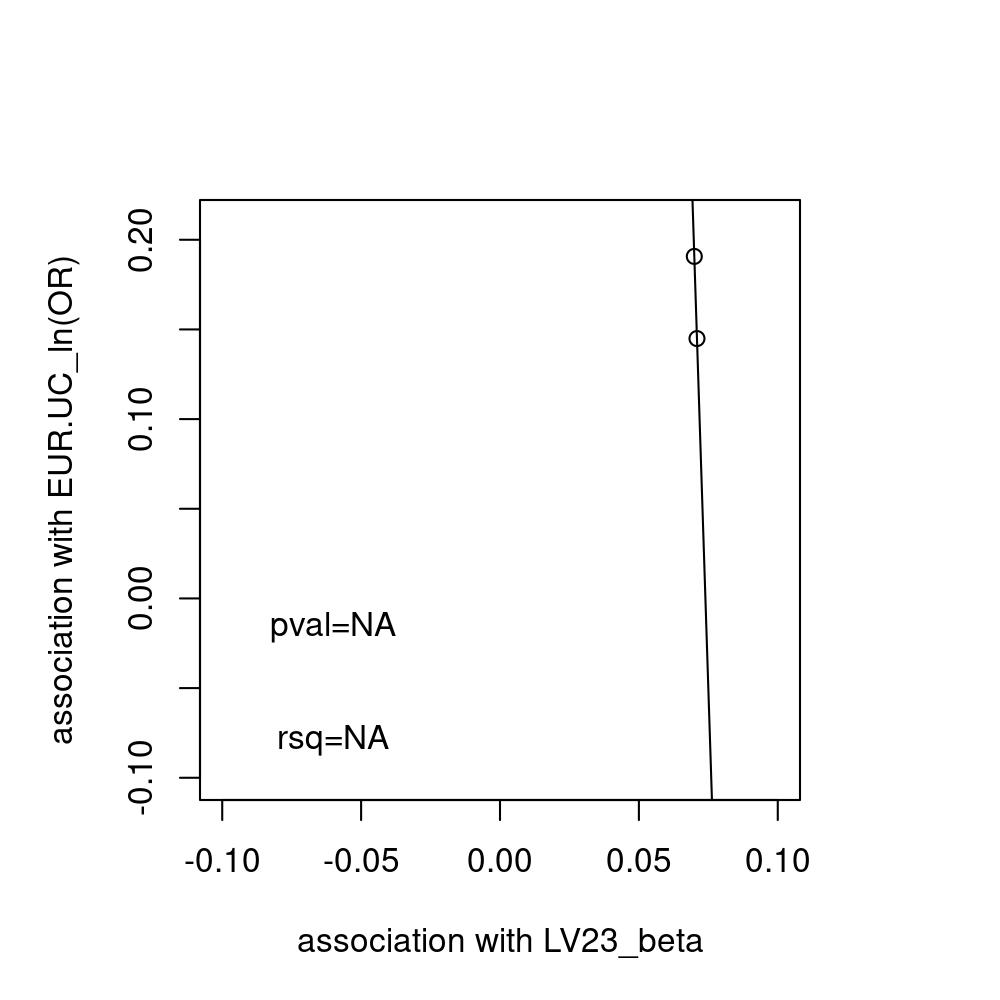 association with EUR.UC_ln(OR)
0.20
0.10
0.00
-0.10
pval=NA
rsq=NA
-0.10 -0.05 0.00 0.05 0.10
association with LV23_beta